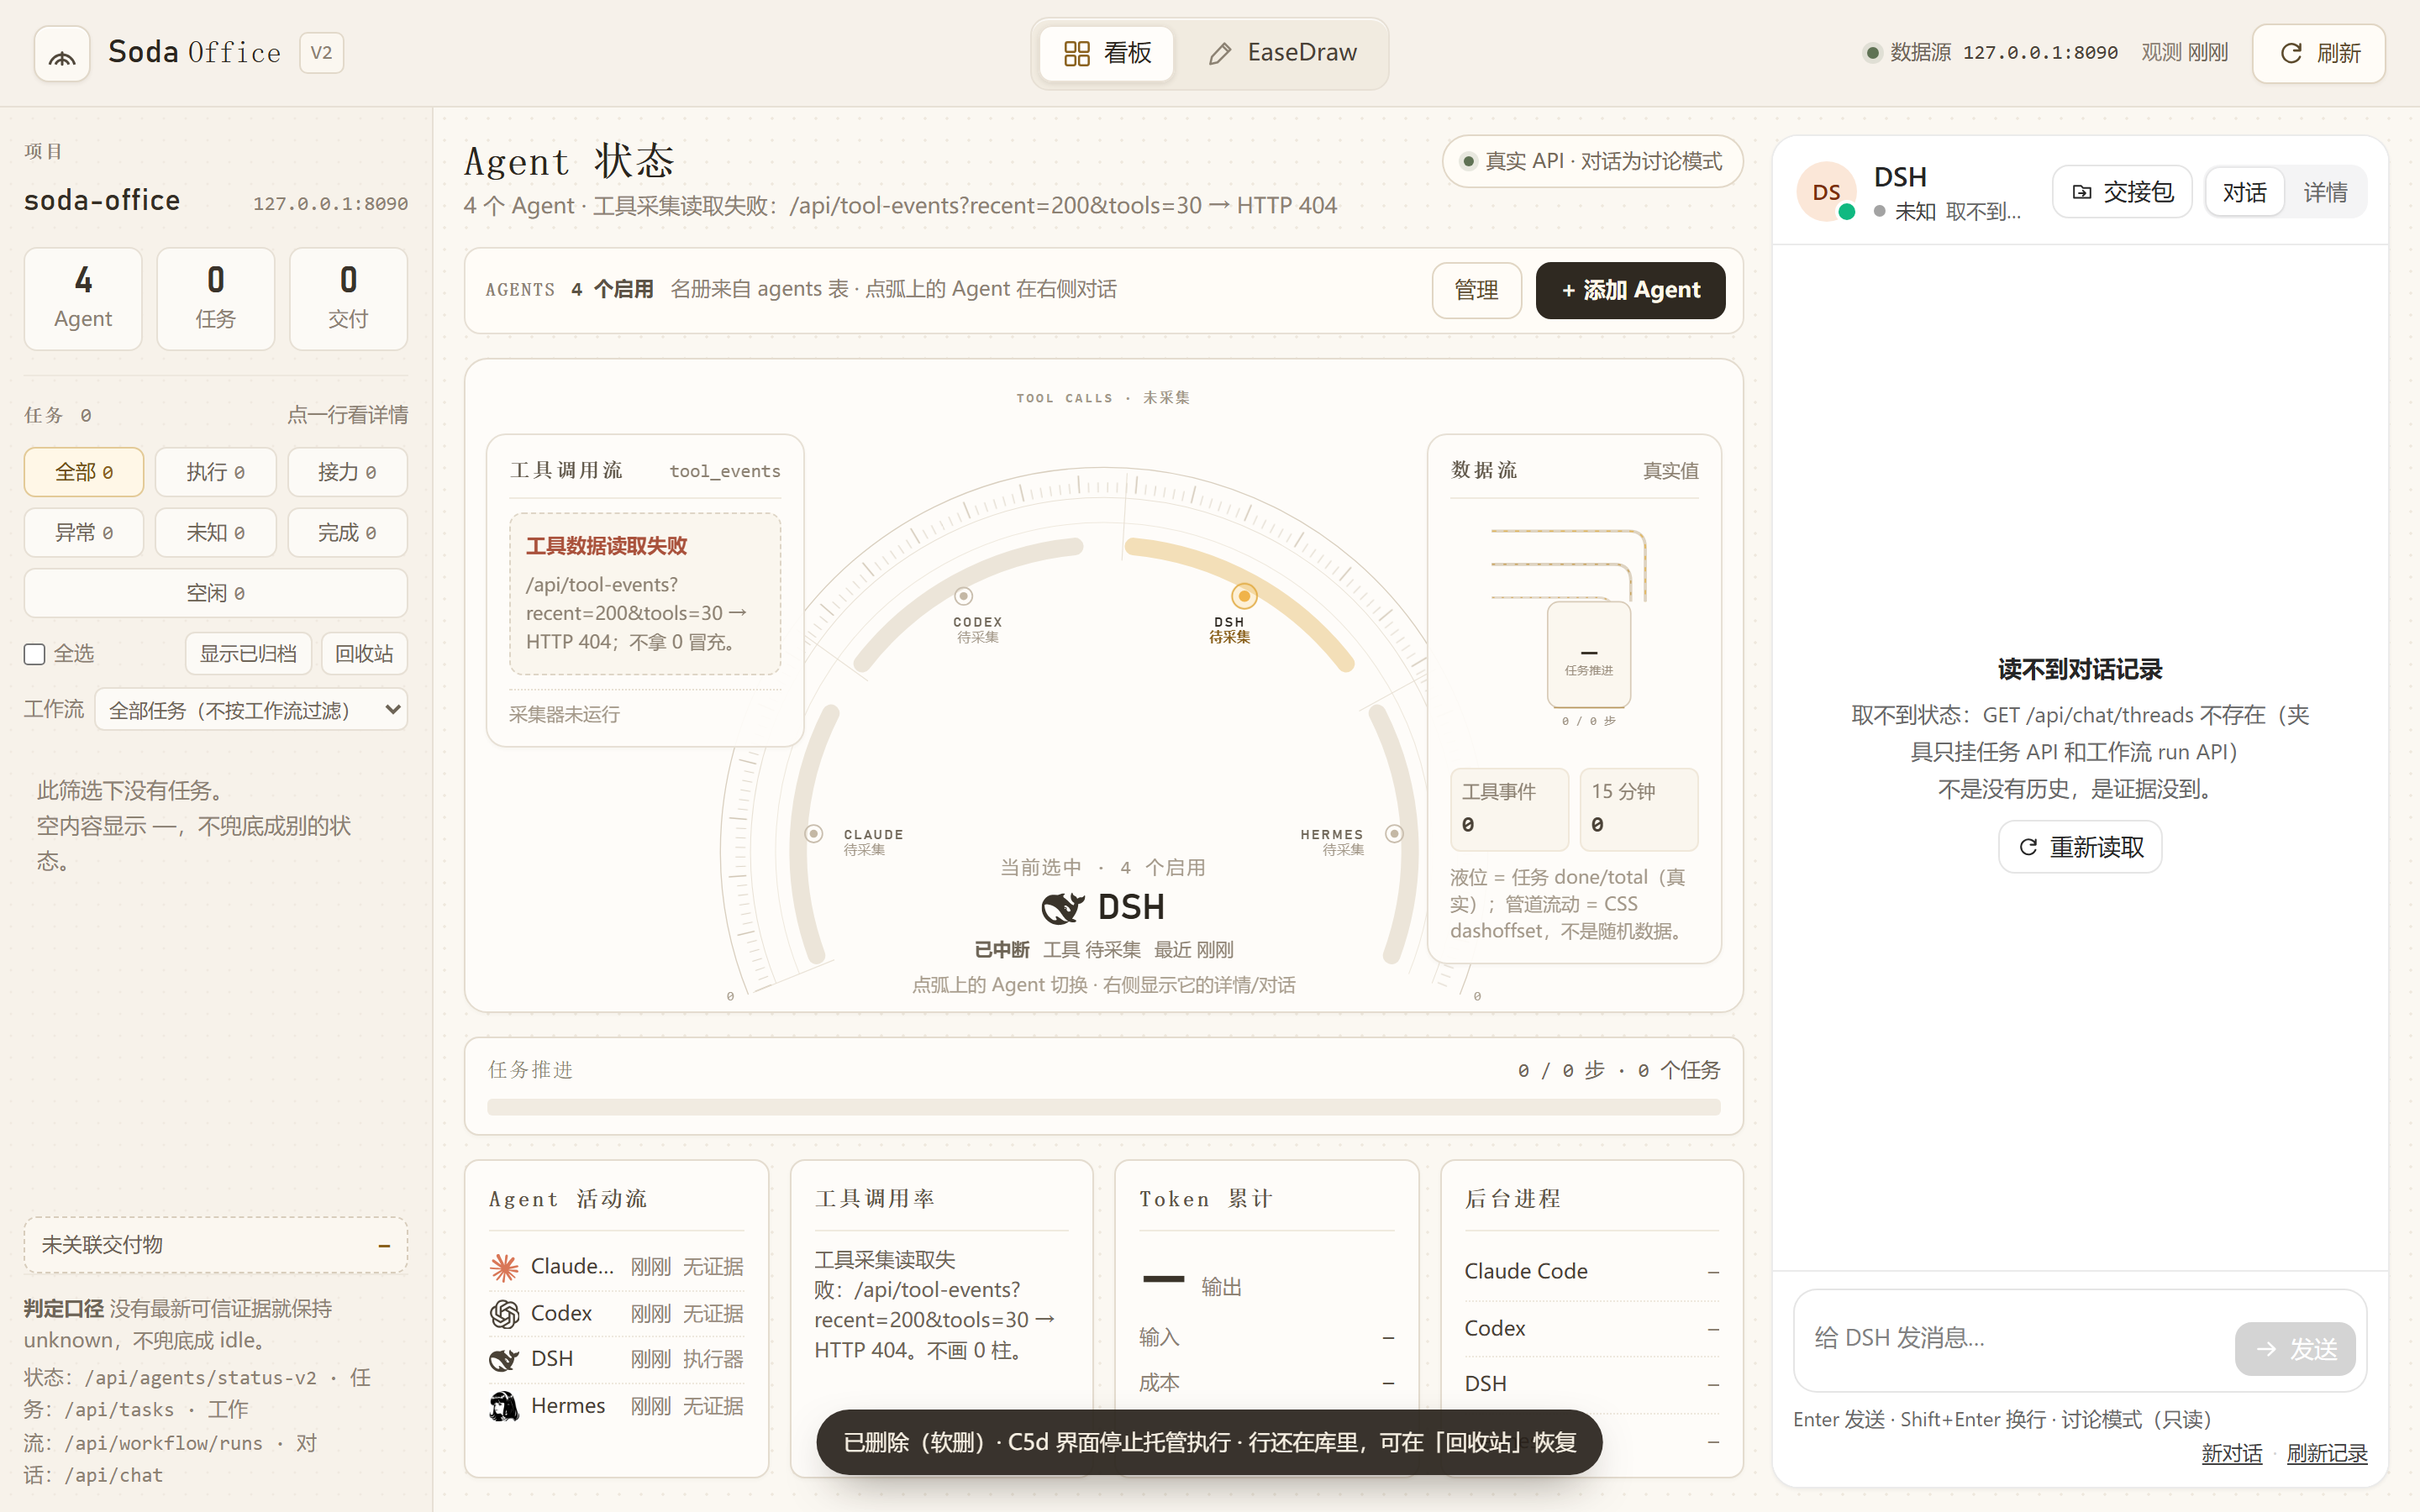 Soda Office V2
看板
EaseDraw
数据源 127.0.0.1:8090 观测 刚刚
刷新
项目
soda-office 127.0.0.1:8090
4 0 0
Agent 任务 交付
任务 0 点一行看详情
全部 0 执行 0 接力 0
异常 0 未知 0 完成 0
空闲 0
全选 显示已归档 回收站
工作流 全部任务（不按工作流过滤）
此筛选下没有任务。
空内容显示 —，不兜底成别的状
态。
未关联交付物 –
判定口径 没有最新可信证据就保持
unknown，不兜底成 idle。
状态：/api/agents/status-v2 · 任
务：/api/tasks · 工作
流：/api/workflow/runs · 对
话：/api/chat
Agent 状态
4 个 Agent · 工具采集读取失败：/api/tool-events?recent=200&tools=30 → HTTP 404
真实 API · 对话为讨论模式
AGENTS 4 个启用 名册来自 agents 表 · 点弧上的 Agent 在右侧对话
管理
+ 添加 Agent
TOOL CALLS · 未采集
工具调用流 tool_events
工具数据读取失败
/api/tool-events?
recent=200&tools=30 →
HTTP 404；不拿 0 冒充。
采集器未运行
CODEX
待采集
DSH
待采集
CLAUDE
待采集
HERMES
待采集
当前选中 · 4 个启用
DSH
已中断 工具 待采集 最近 刚刚
点弧上的 Agent 切换 · 右侧显示它的详情/对话
0 0
数据流 真实值
—
任务推进
0 / 0 步
工具事件 15 分钟
0 0
液位 = 任务 done/total（真
实）；管道流动 = CSS
dashoffset，不是随机数据。
任务推进 0 / 0 步 · 0 个任务
Agent 活动流
Claude... 刚刚 无证据
Codex 刚刚 无证据
DSH 刚刚 执行器
Hermes 刚刚 无证据
工具调用率
工具采集读取失
败：/api/tool-events?
recent=200&tools=30 →
HTTP 404。不画 0 柱。
Token 累计
— 输出
输入 –
成本 –
后台进程
Claude Code –
Codex –
DSH –
–
已删除（软删）· C5d 界面停止托管执行 · 行还在库里，可在「回收站」恢复
DS
DSH
未知 取不到...
交接包
对话 详情
读不到对话记录
取不到状态：GET /api/chat/threads 不存在（夹
具只挂任务 API 和工作流 run API）
不是没有历史，是证据没到。
重新读取
给 DSH 发消息...
发送
Enter 发送 · Shift+Enter 换行 · 讨论模式（只读）
新对话 · 刷新记录